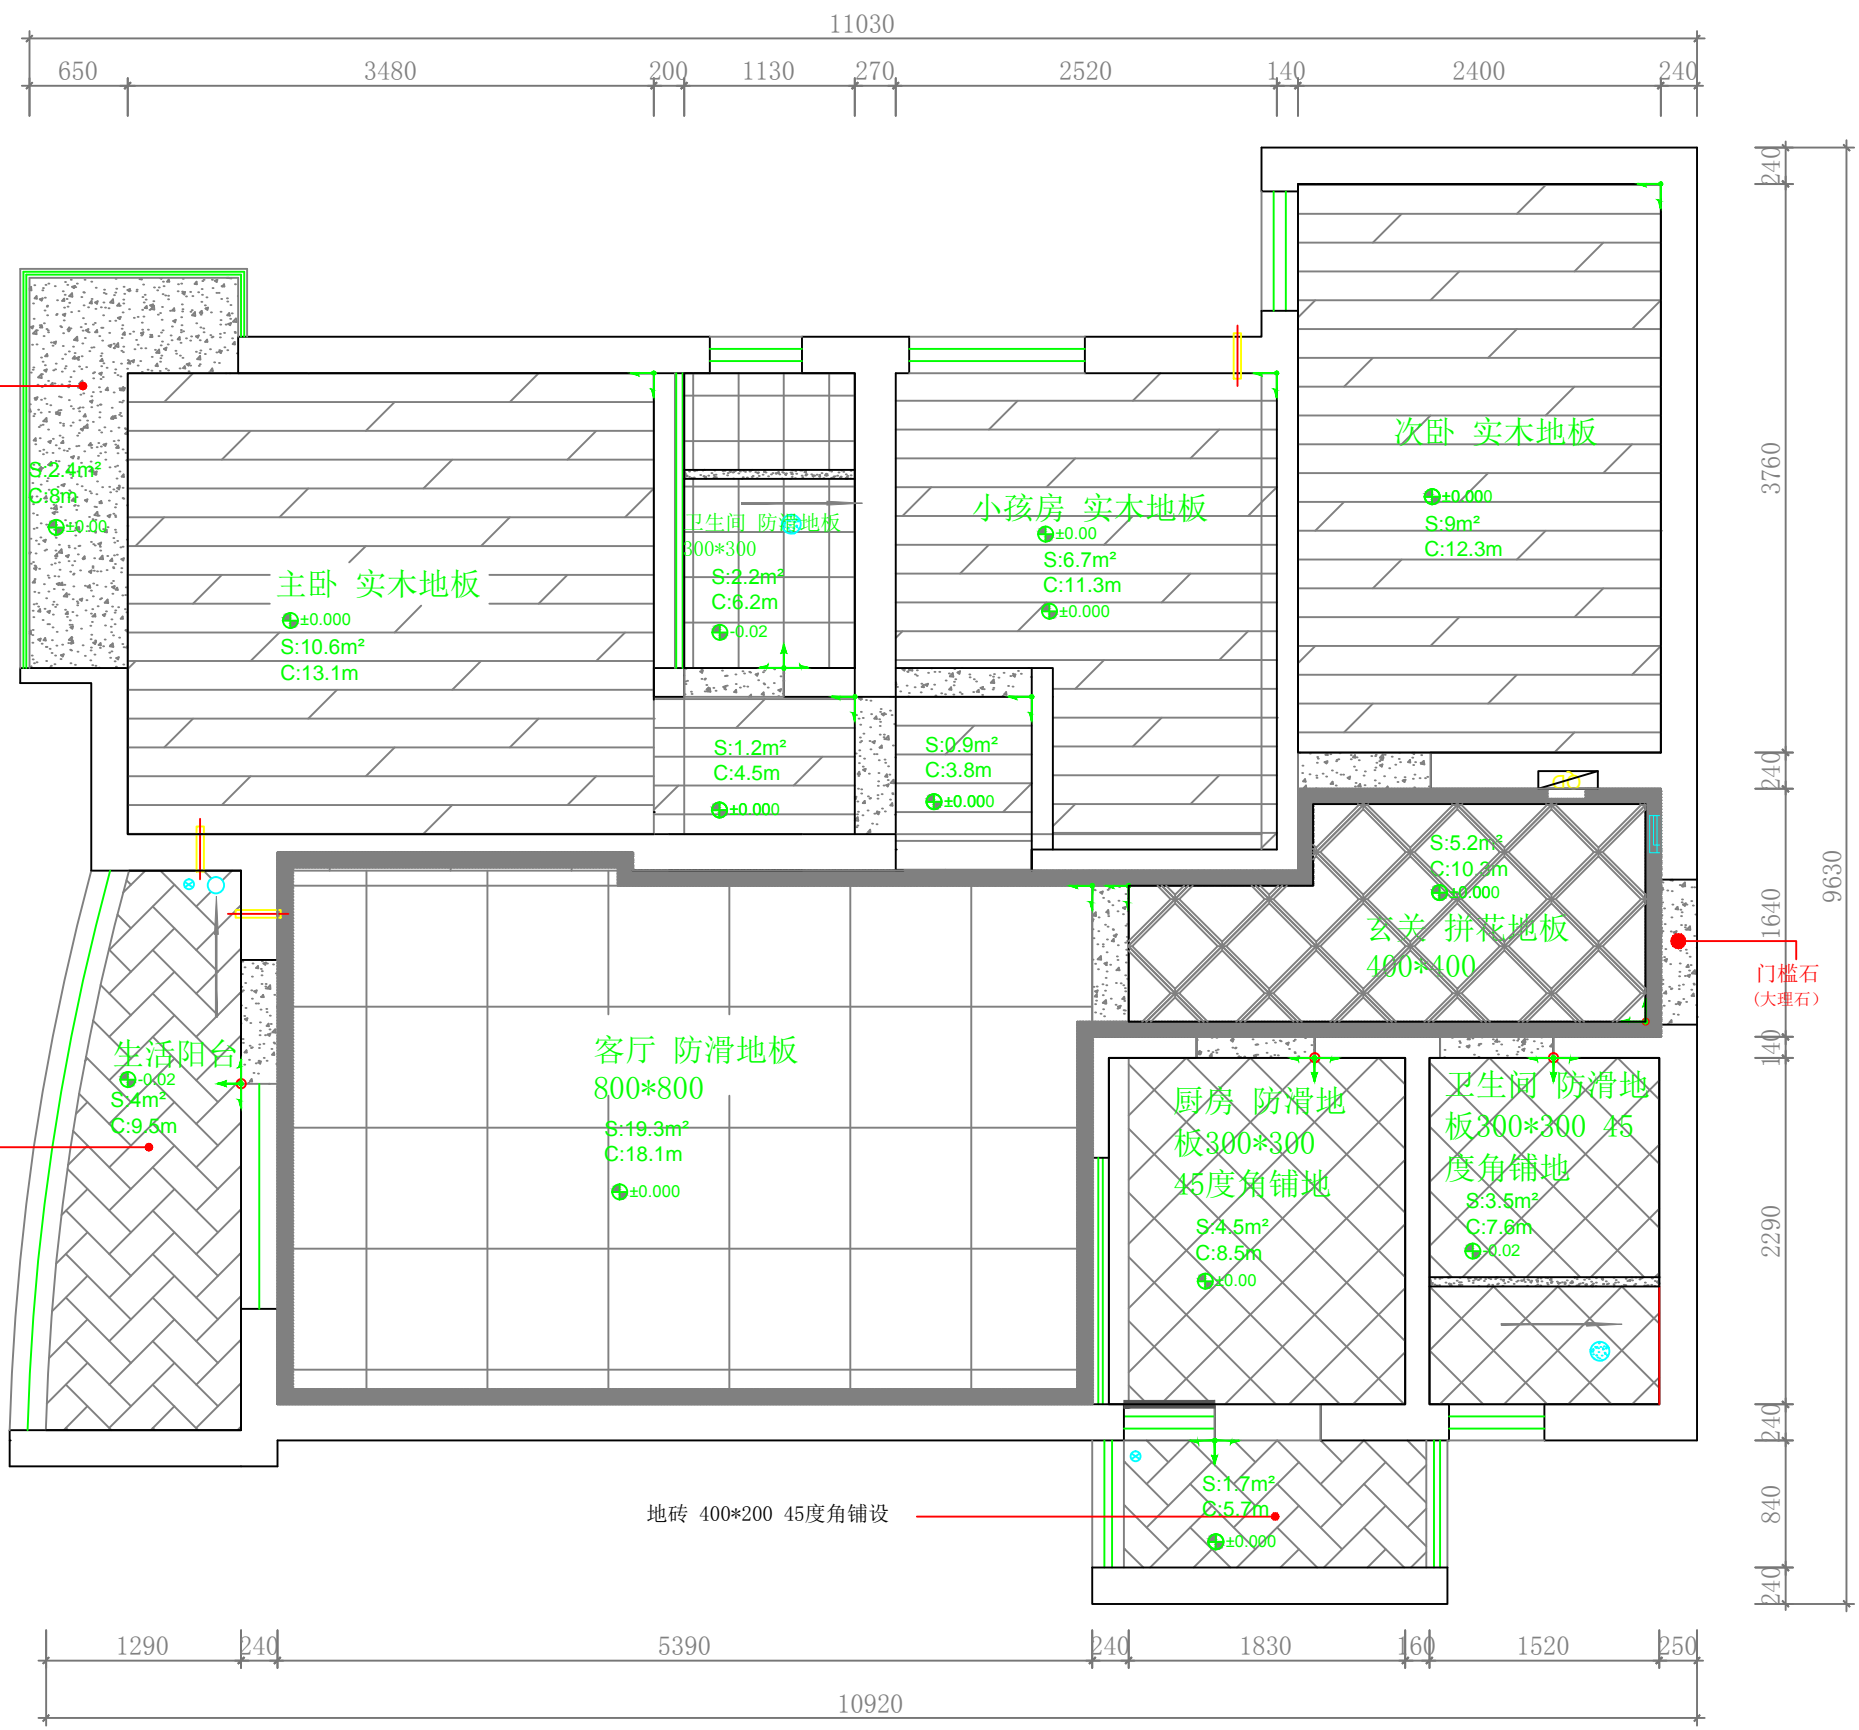 11030
650
3480
200
1130
270
2520
140
2400
240
240
3760
240
1640
140
2290
240
840
240
9630
S:2.4m²
C:8m
±0.00
主卧 实木地板
±0.000
S:10.6m²
C:13.1m
卫生间 防滑地板
300*300
S:2.2m²
C:6.2m
-0.02
小孩房 实木地板
±0.00
S:6.7m²
C:11.3m
±0.000
次卧 实木地板
±0.000
S:9m²
C:12.3m
S:1.2m²
C:4.5m
±0.000
S:0.9m²
C:3.8m
±0.000
S:5.2m²
C:10.3m
±0.000
玄关 拼花地板
400*400
门槛石
(大理石)
生活阳台
-0.02
S:4m²
C:9.5m
客厅 防滑地板
800*800
S:19.3m²
C:18.1m
±0.000
厨房 防滑地
板300*300
45度角铺地
S:4.5m²
C:8.5m
±0.00
卫生间 防滑地
板300*300 45
度角铺地
S:3.5m²
C:7.6m
-0.02
S:1.7m²
C:5.7m
±0.000
地砖 400*200 45度角铺设
1290
240
5390
240
1830
160
1520
250
10920